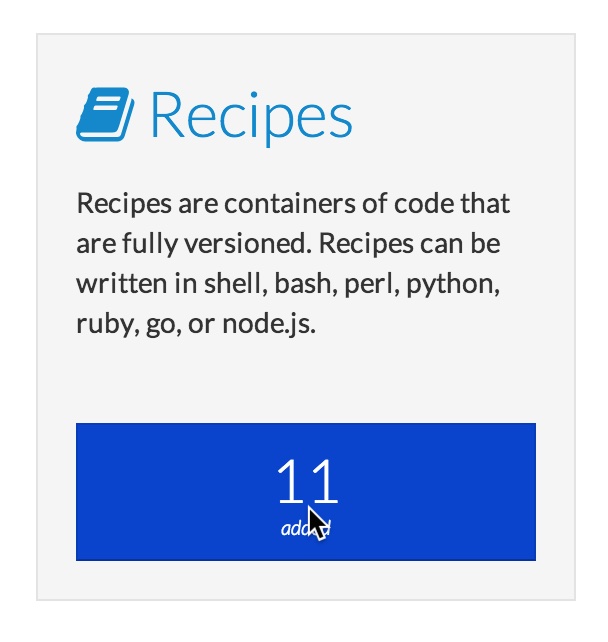 Recipes
Recipes are containers of code that
are fully versioned. Recipes can be
written in shell, bash, perl, python,
ruby, go, or node.js.
11
added